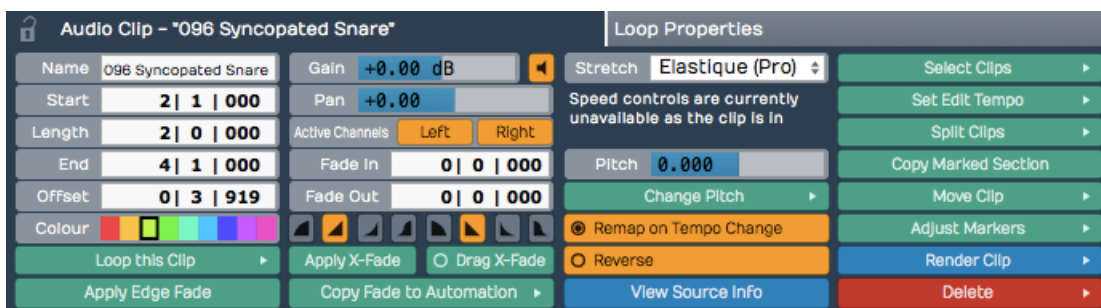 Audio Clip - "096 Syncopated Snare"
Loop Properties
Name 096 Syncopated Snare
Start 2| 1 | 000
Length 2| 0 | 000
End 4| 1 | 000
Offset 0| 3 | 919
Colour
Loop this Clip
Apply Edge Fade
Gain +0.00 dB
Pan +0.00
Active Channels Left Right
Fade In 0| 0 | 000
Fade Out 0| 0 | 000
Apply X-Fade Drag X-Fade
Copy Fade to Automation
Stretch Elastique (Pro)
Speed controls are currently
unavailable as the clip is in
Pitch 0.000
Change Pitch
Remap on Tempo Change
Reverse
View Source Info
Select Clips
Set Edit Tempo
Split Clips
Copy Marked Section
Move Clip
Adjust Markers
Render Clip
Delete